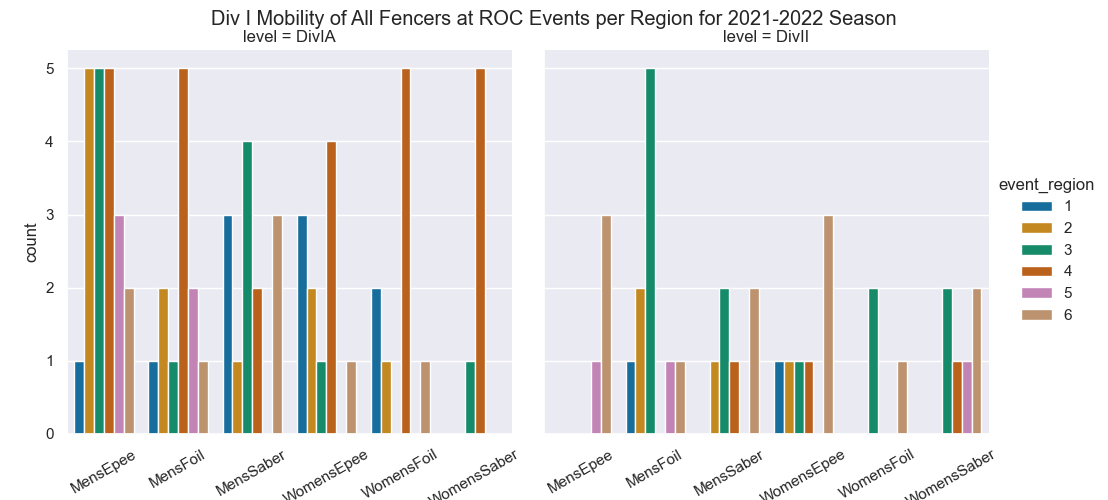 Div I Mobility of All Fencers at ROC Events per Region for 2021-2022 Season
level = DivIA
level = DivII
5
4
3
2
1
0
count
MensEpee
MensFoil
MensSaber
WomensEpee
WomensFoil
WomensSaber
MensEpee
MensFoil
MensSaber
WomensEpee
WomensFoil
WomensSaber
event_region
1
2
3
4
5
6